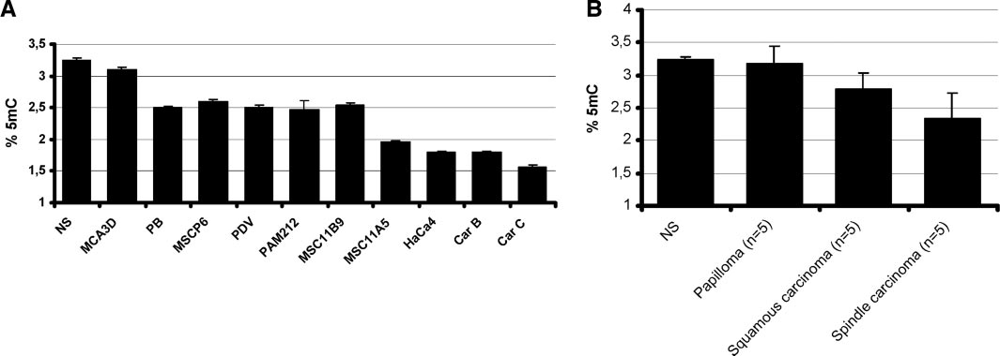 A
% 5mC
3,5
3
2,5
2
1,5
1
NS
MCA3D
PB
MSCP6
PDV
PAM212
MSC11B9
MSC11A5
HaCa4
Car B
Car C
B
% 5mC
4
3,5
3
2,5
2
1,5
1
NS
Papilloma (n=5)
Squamous carcinoma (n=5)
Spindle carcinoma (n=5)